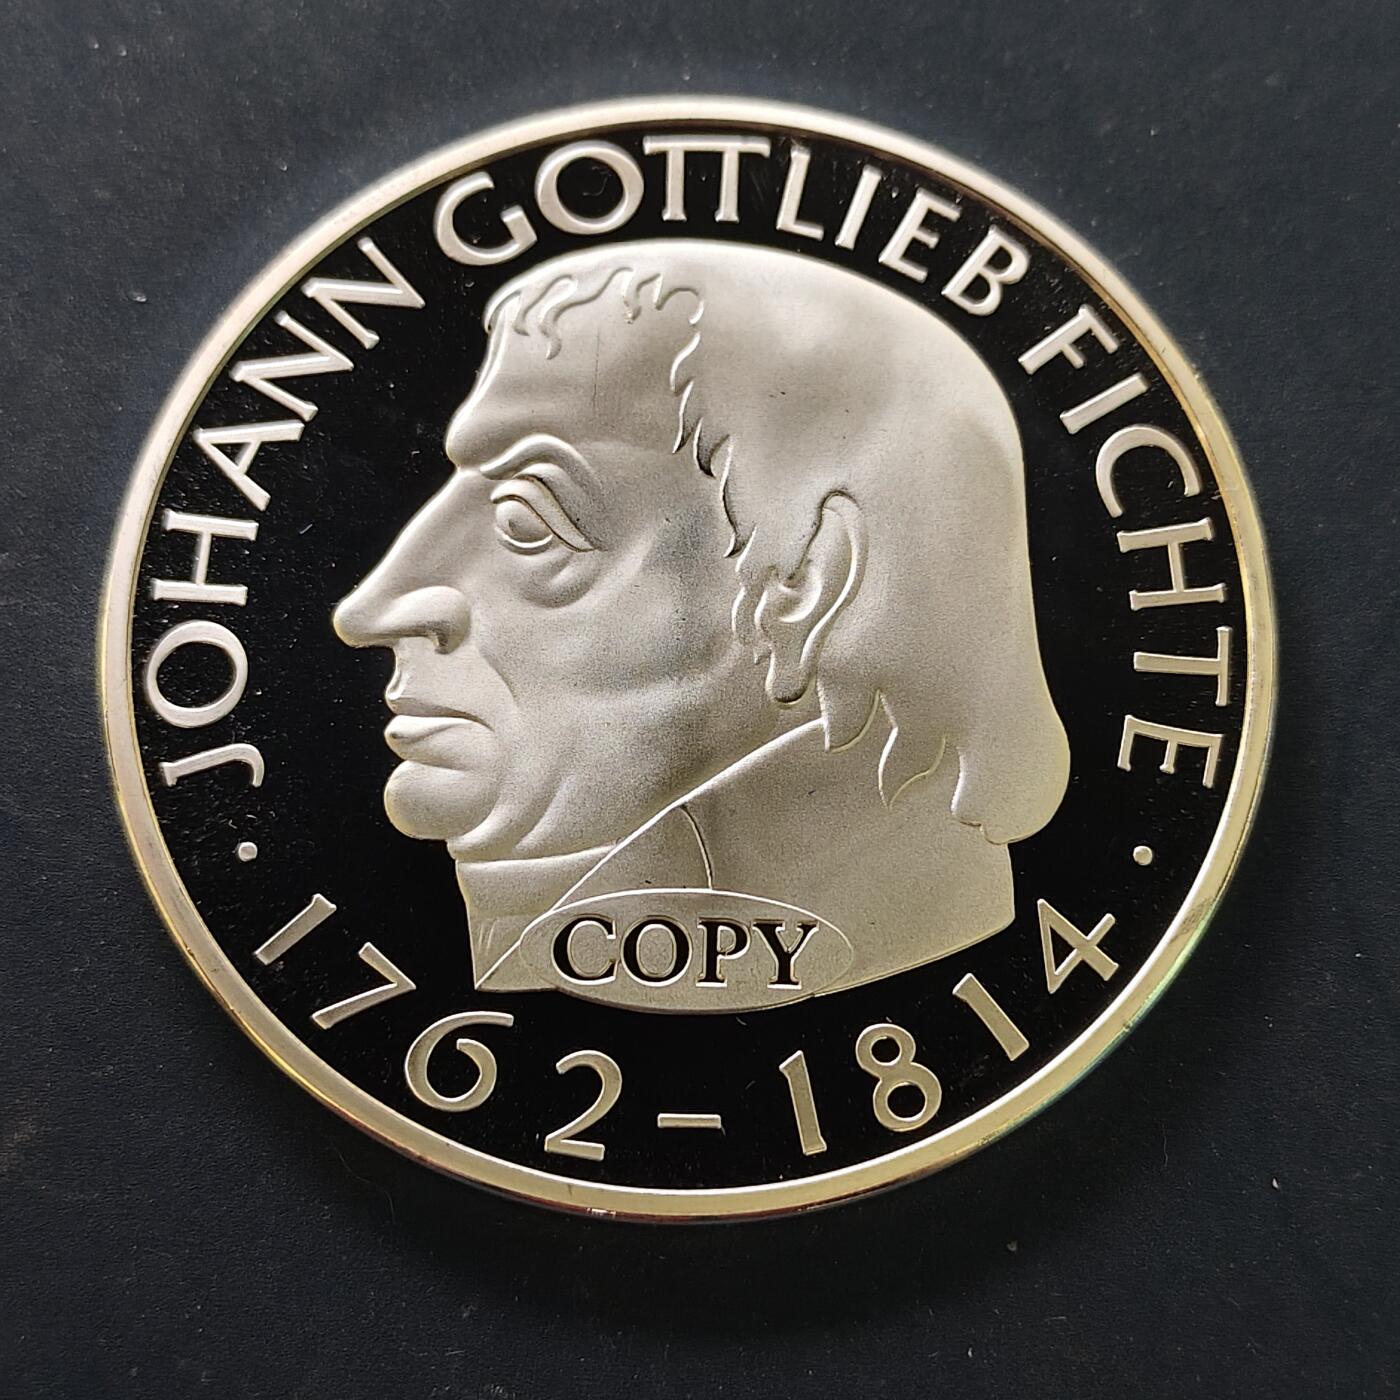 · JOHANN GOTTLIEB FICHTE ·
COPY
1762-1814